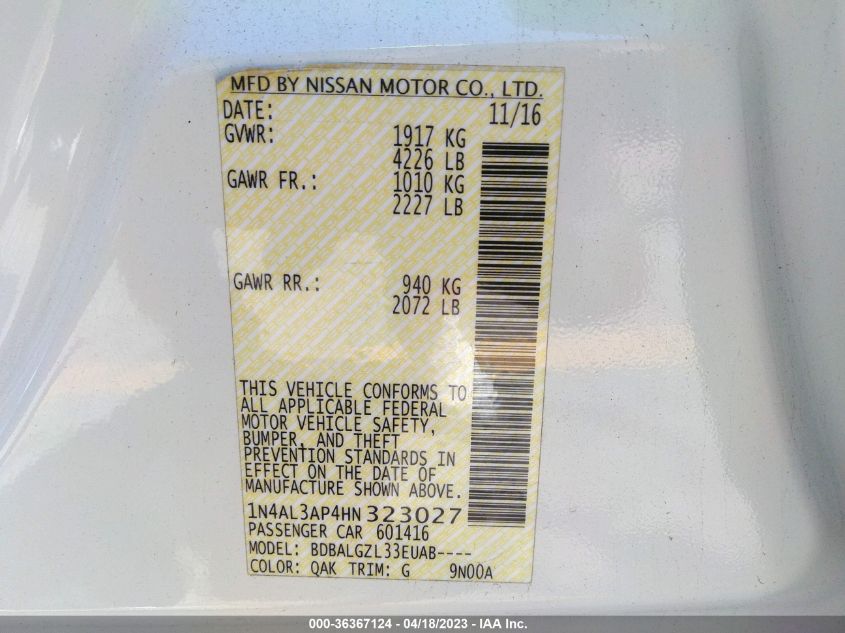 MFD BY NISSAN MOTOR CO., LTD.
DATE: 11/16
GVWR: 1917 KG
4226 LB
GAWR FR.: 1010 KG
2227 LB
GAWR RR.: 940 KG
2072 LB
THIS VEHICLE CONFORMS TO
ALL APPLICABLE FEDERAL
MOTOR VEHICLE SAFETY,
BUMPER, AND THEFT
PREVENTION STANDARDS IN
EFFECT ON THE DATE OF
MANUFACTURE SHOWN ABOVE.
1N4AL3AP4HN323027
PASSENGER CAR 601416
MODEL: BDBALGZL33EUAB----
COLOR: QAK TRIM: G 9N00A
000-36367124 - 04/18/2023 - IAA Inc.